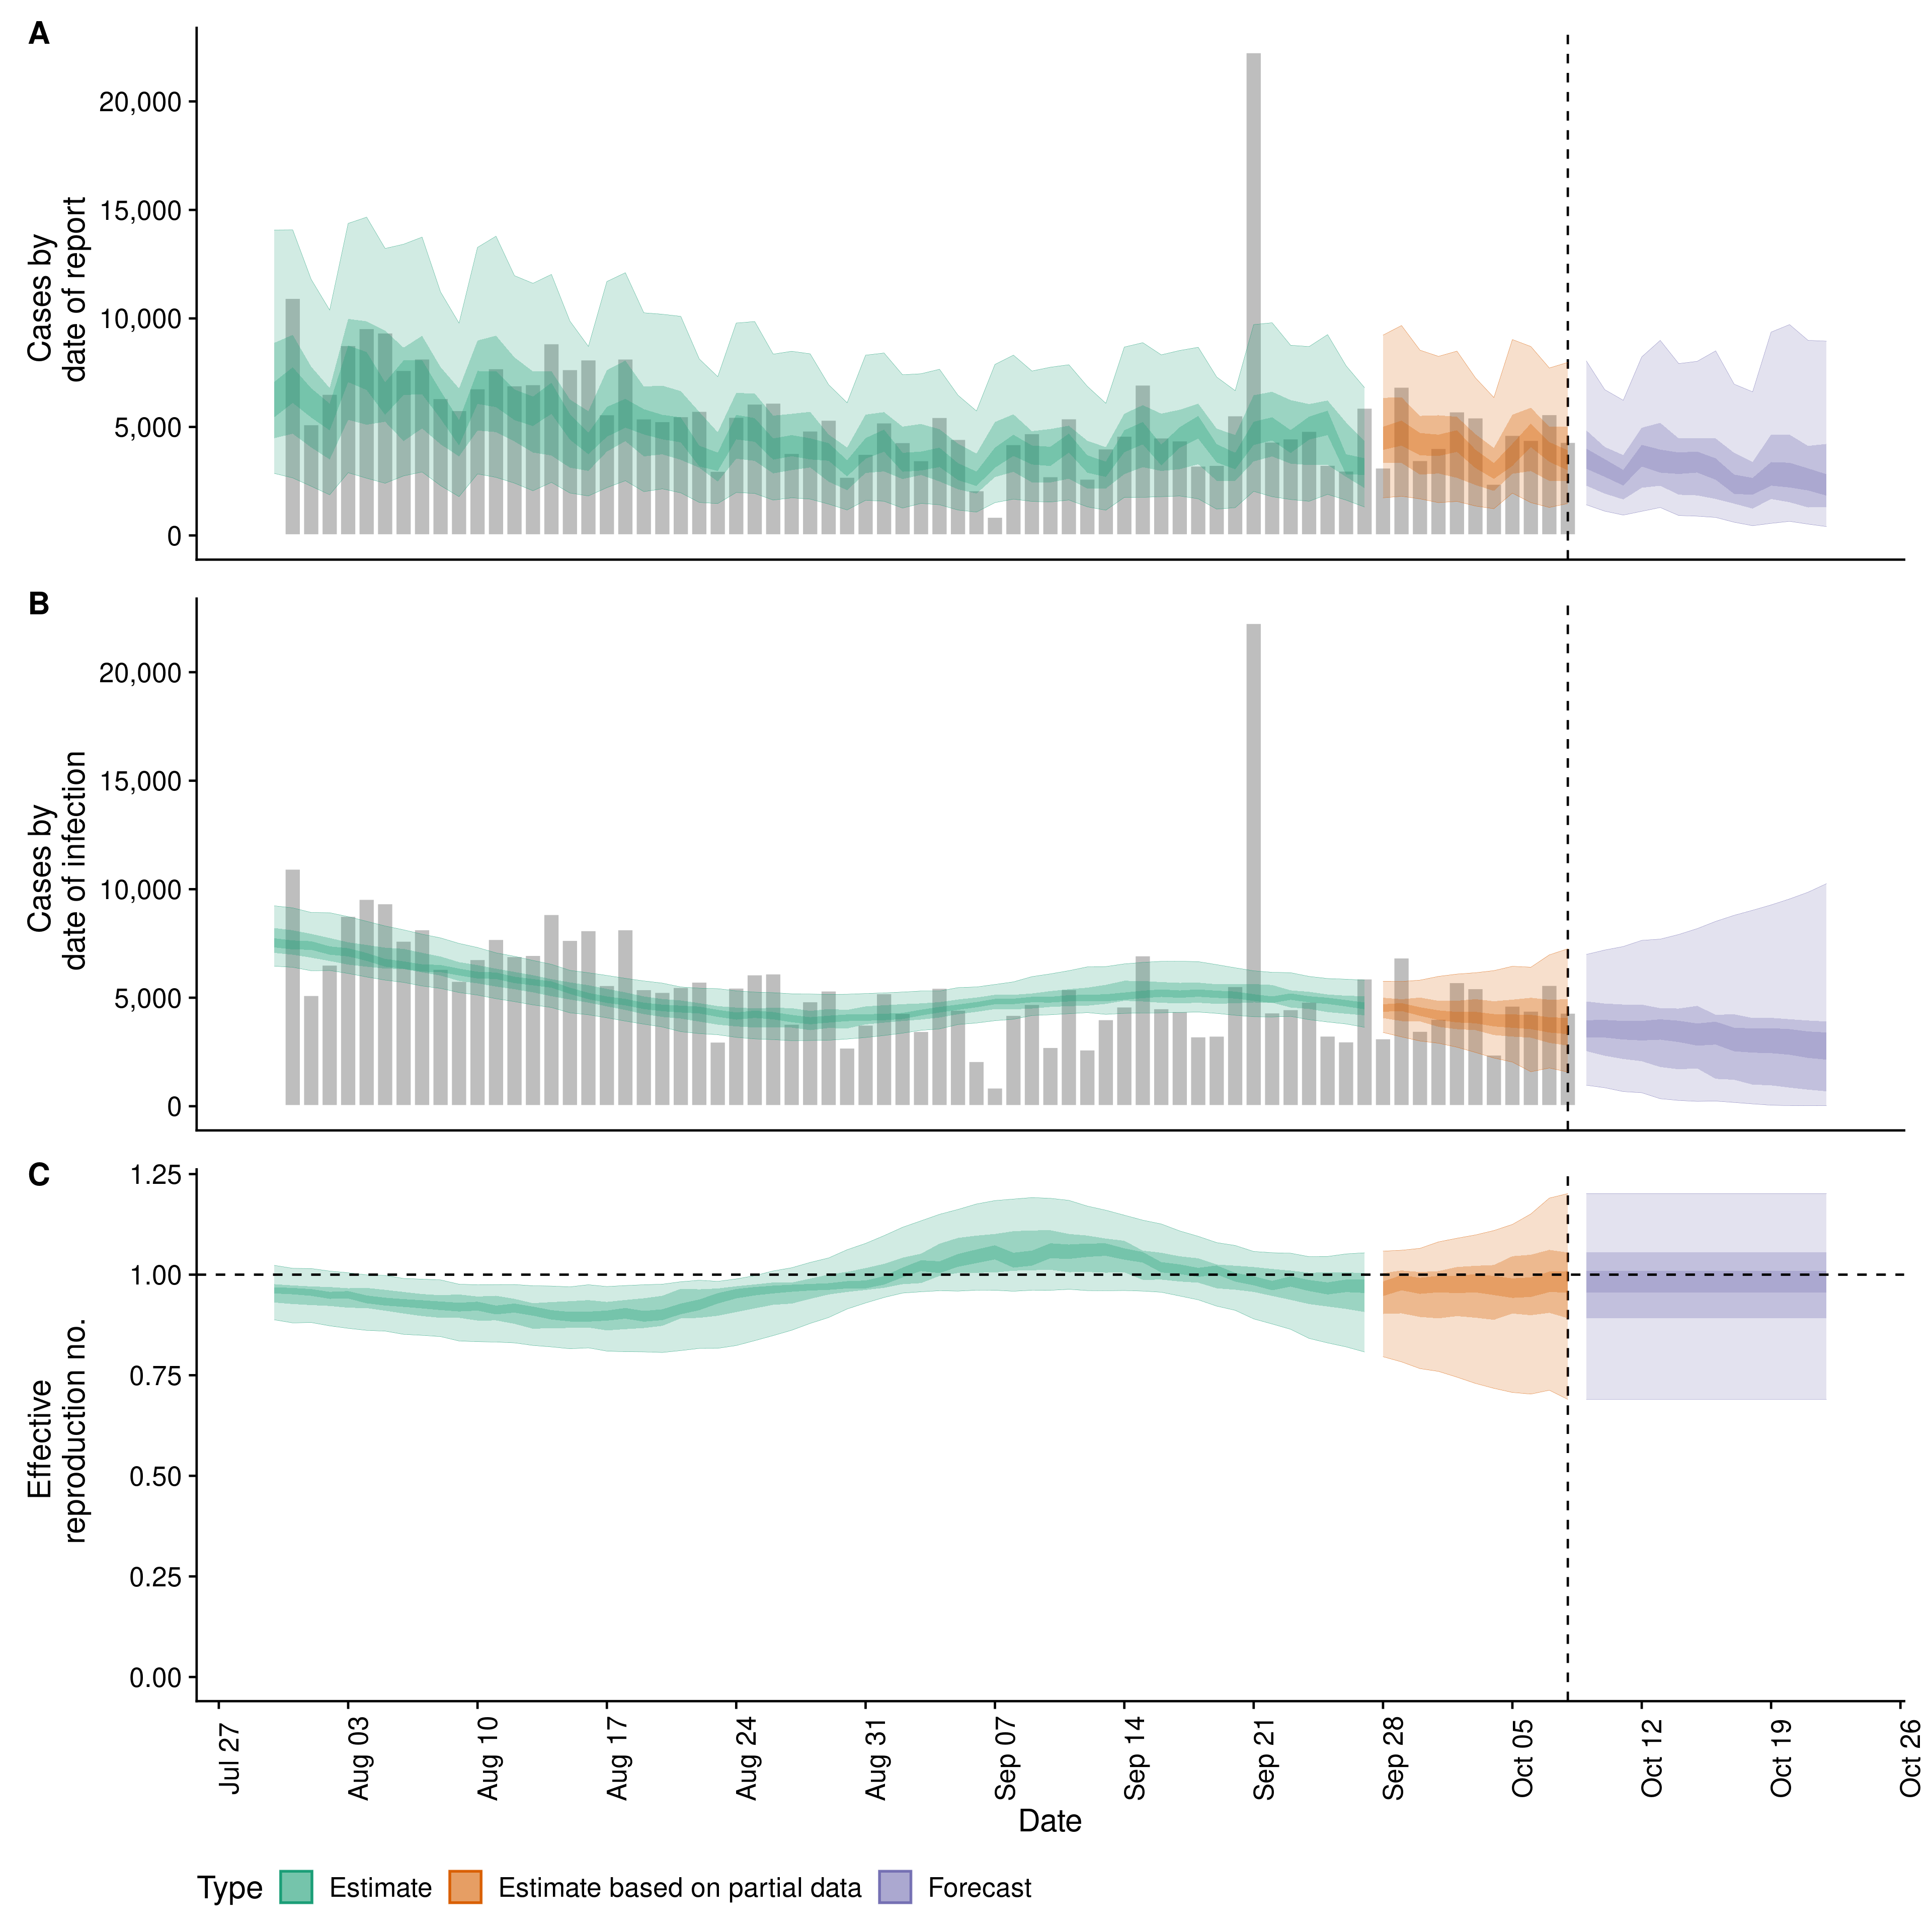 A
Cases by
date of report
20,000
15,000
10,000
5,000
0
B
Cases by
date of infection
20,000
15,000
10,000
5,000
0
C
Effective
reproduction no.
1.25
1.00
0.75
0.50
0.25
0.00
Jul 27
Aug 03
Aug 10
Aug 17
Aug 24
Aug 31
Sep 07
Sep 14
Sep 21
Sep 28
Oct 05
Oct 12
Oct 19
Oct 26
Date
Type Estimate Estimate based on partial data Forecast